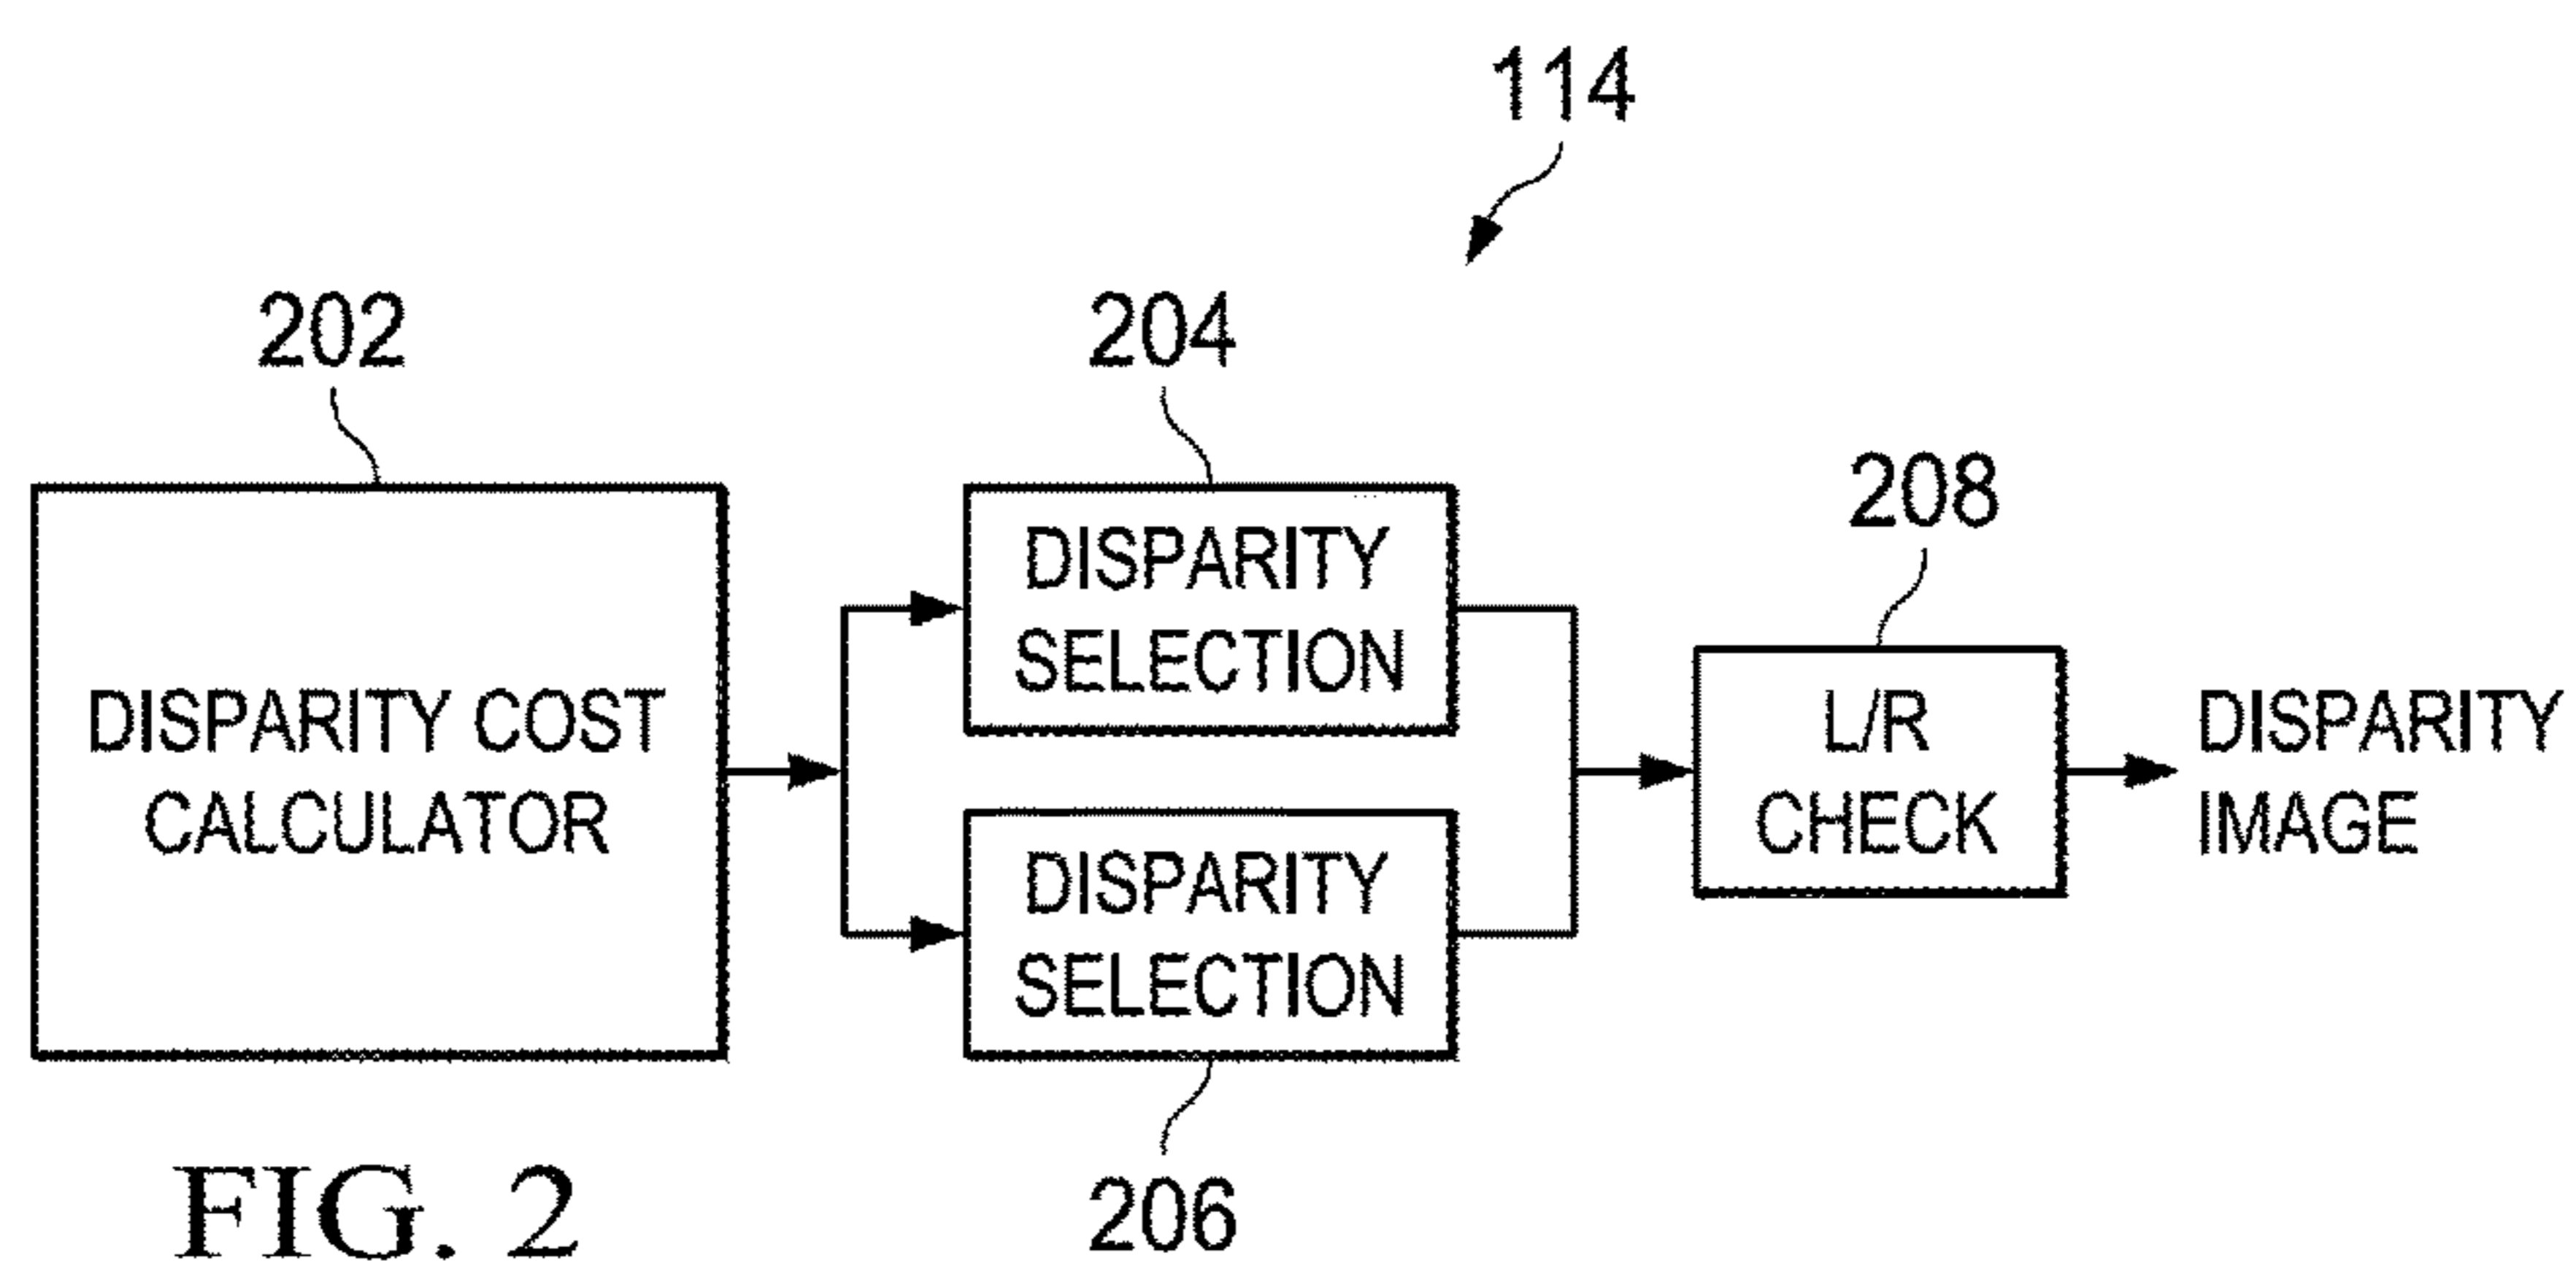 114
202
204
208
DISPARITY COST
CALCULATOR
DISPARITY
SELECTION
DISPARITY
SELECTION
L/R
CHECK
DISPARITY
IMAGE
206
FIG. 2